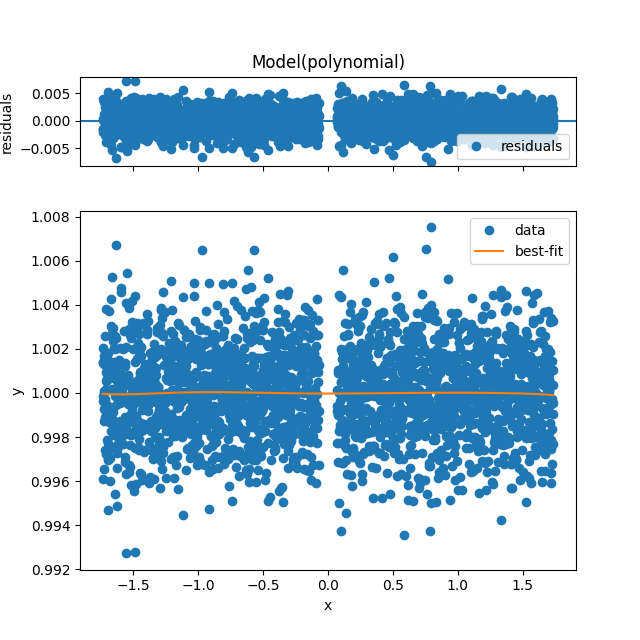 Model(polynomial)
residuals
0.005
0.000
−0.005
residuals
y
1.008
1.006
1.004
1.002
1.000
0.998
0.996
0.994
0.992
data
best-fit
−1.5 −1.0 −0.5 0.0 0.5 1.0 1.5
x